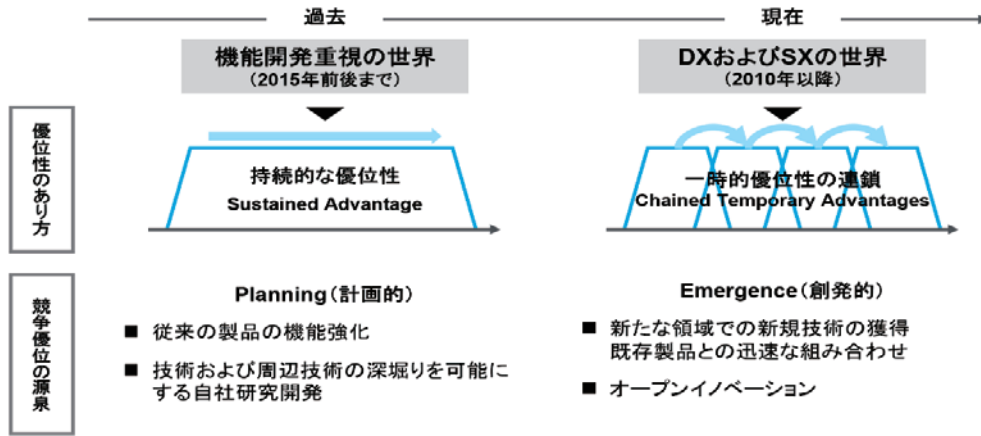 過去
現在
機能開発重視の世界
（2015年前後まで）
DXおよびSXの世界
（2010年以降）
優位性のあり方
持続的な優位性
Sustained Advantage
一時的優位性の連鎖
Chained Temporary Advantages
競争優位の源泉
Planning（計画的）
■ 従来の製品の機能強化
■ 技術および周辺技術の深堀りを可能に
する自社研究開発
Emergence（創発的）
■ 新たな領域での新規技術の獲得
既存製品との迅速な組み合わせ
■ オープンイノベーション